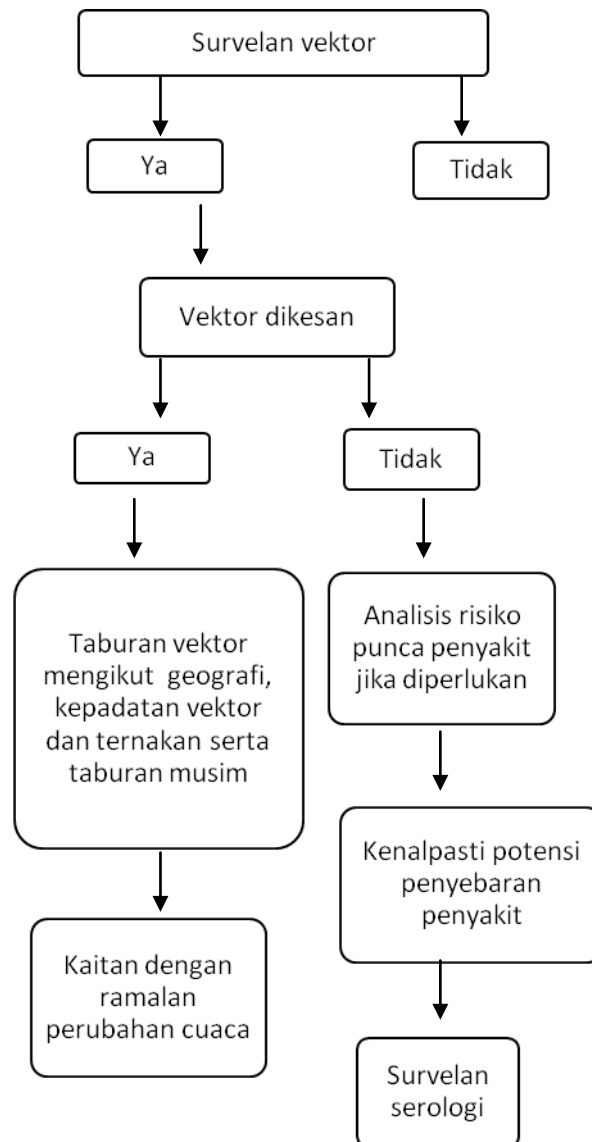 Survelan vektor
Ya
Tidak
Vektor dikesan
Ya
Tidak
Taburan vektor
mengikut geografi,
kepadatan vektor
dan ternakan serta
taburan musim
Analisis risiko
punca penyakit
jika diperlukan
Kenalpasti potensi
penyebaran
penyakit
Kaitan dengan
ramalan
perubahan cuaca
Survelan
serologi